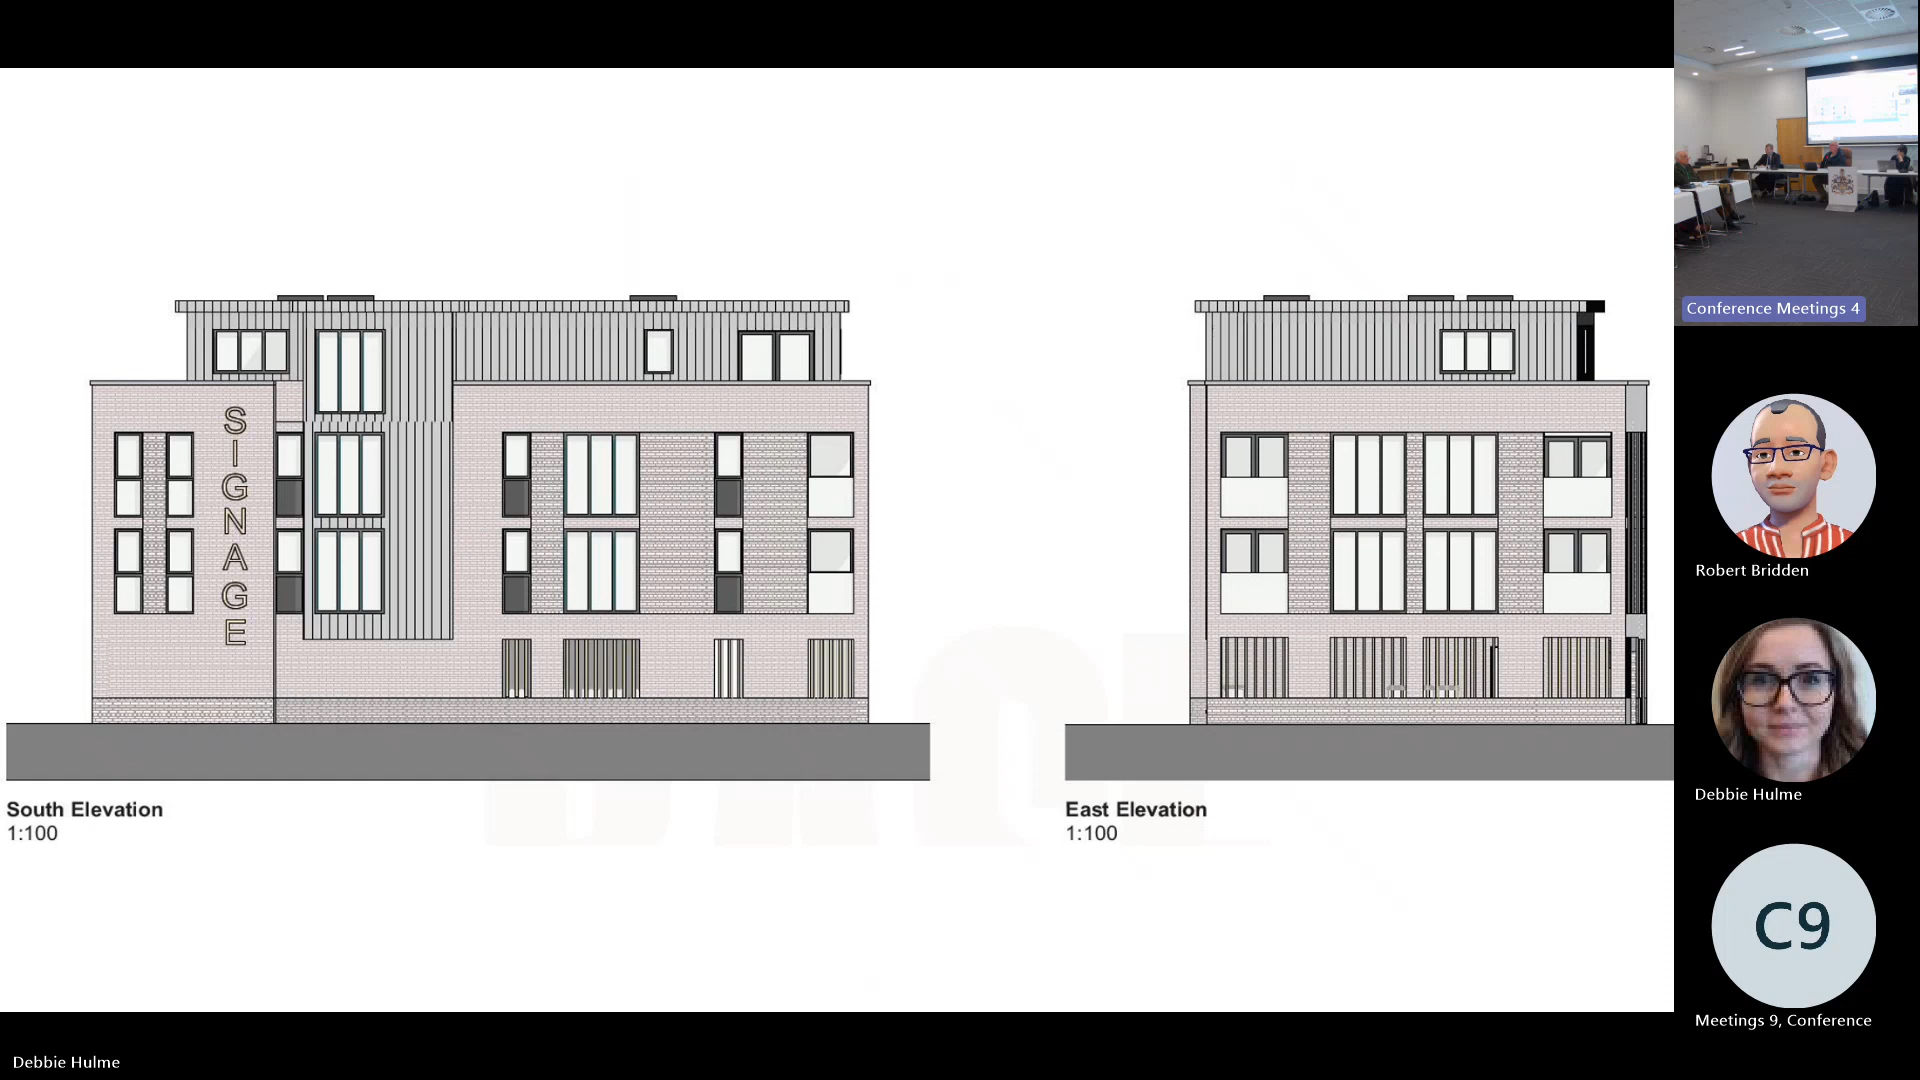 SIGNAGE
South Elevation
1:100
East Elevation
1:100
Conference Meetings 4
Robert Bridden
Debbie Hulme
C9
Meetings 9, Conference
Debbie Hulme